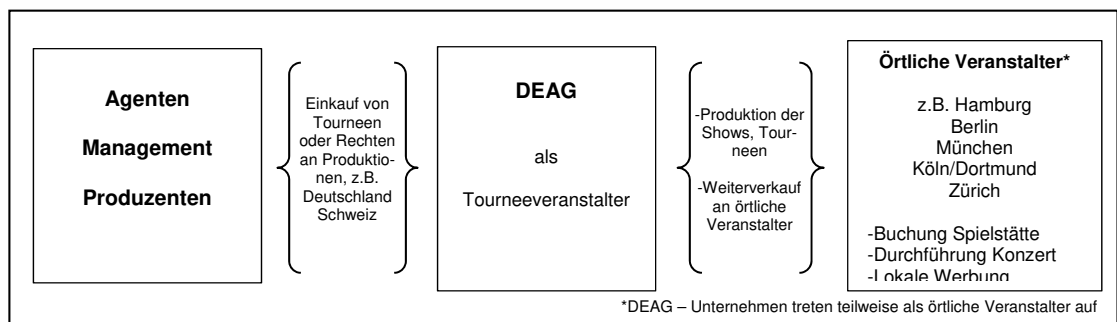 Agenten
Management
Produzenten
Einkauf von
Tourneen
oder Rechten
an Produktio-
nen, z.B.
Deutschland
Schweiz
DEAG
als
Tourneeveranstalter
-Produktion der
Shows, Tour-
neen
-Weiterverkauf
an örtliche
Veranstalter
Örtliche Veranstalter*
z.B. Hamburg
Berlin
München
Köln/Dortmund
Zürich
-Buchung Spielstätte
-Durchführung Konzert
-Lokale Werbung
*DEAG – Unternehmen treten teilweise als örtliche Veranstalter auf